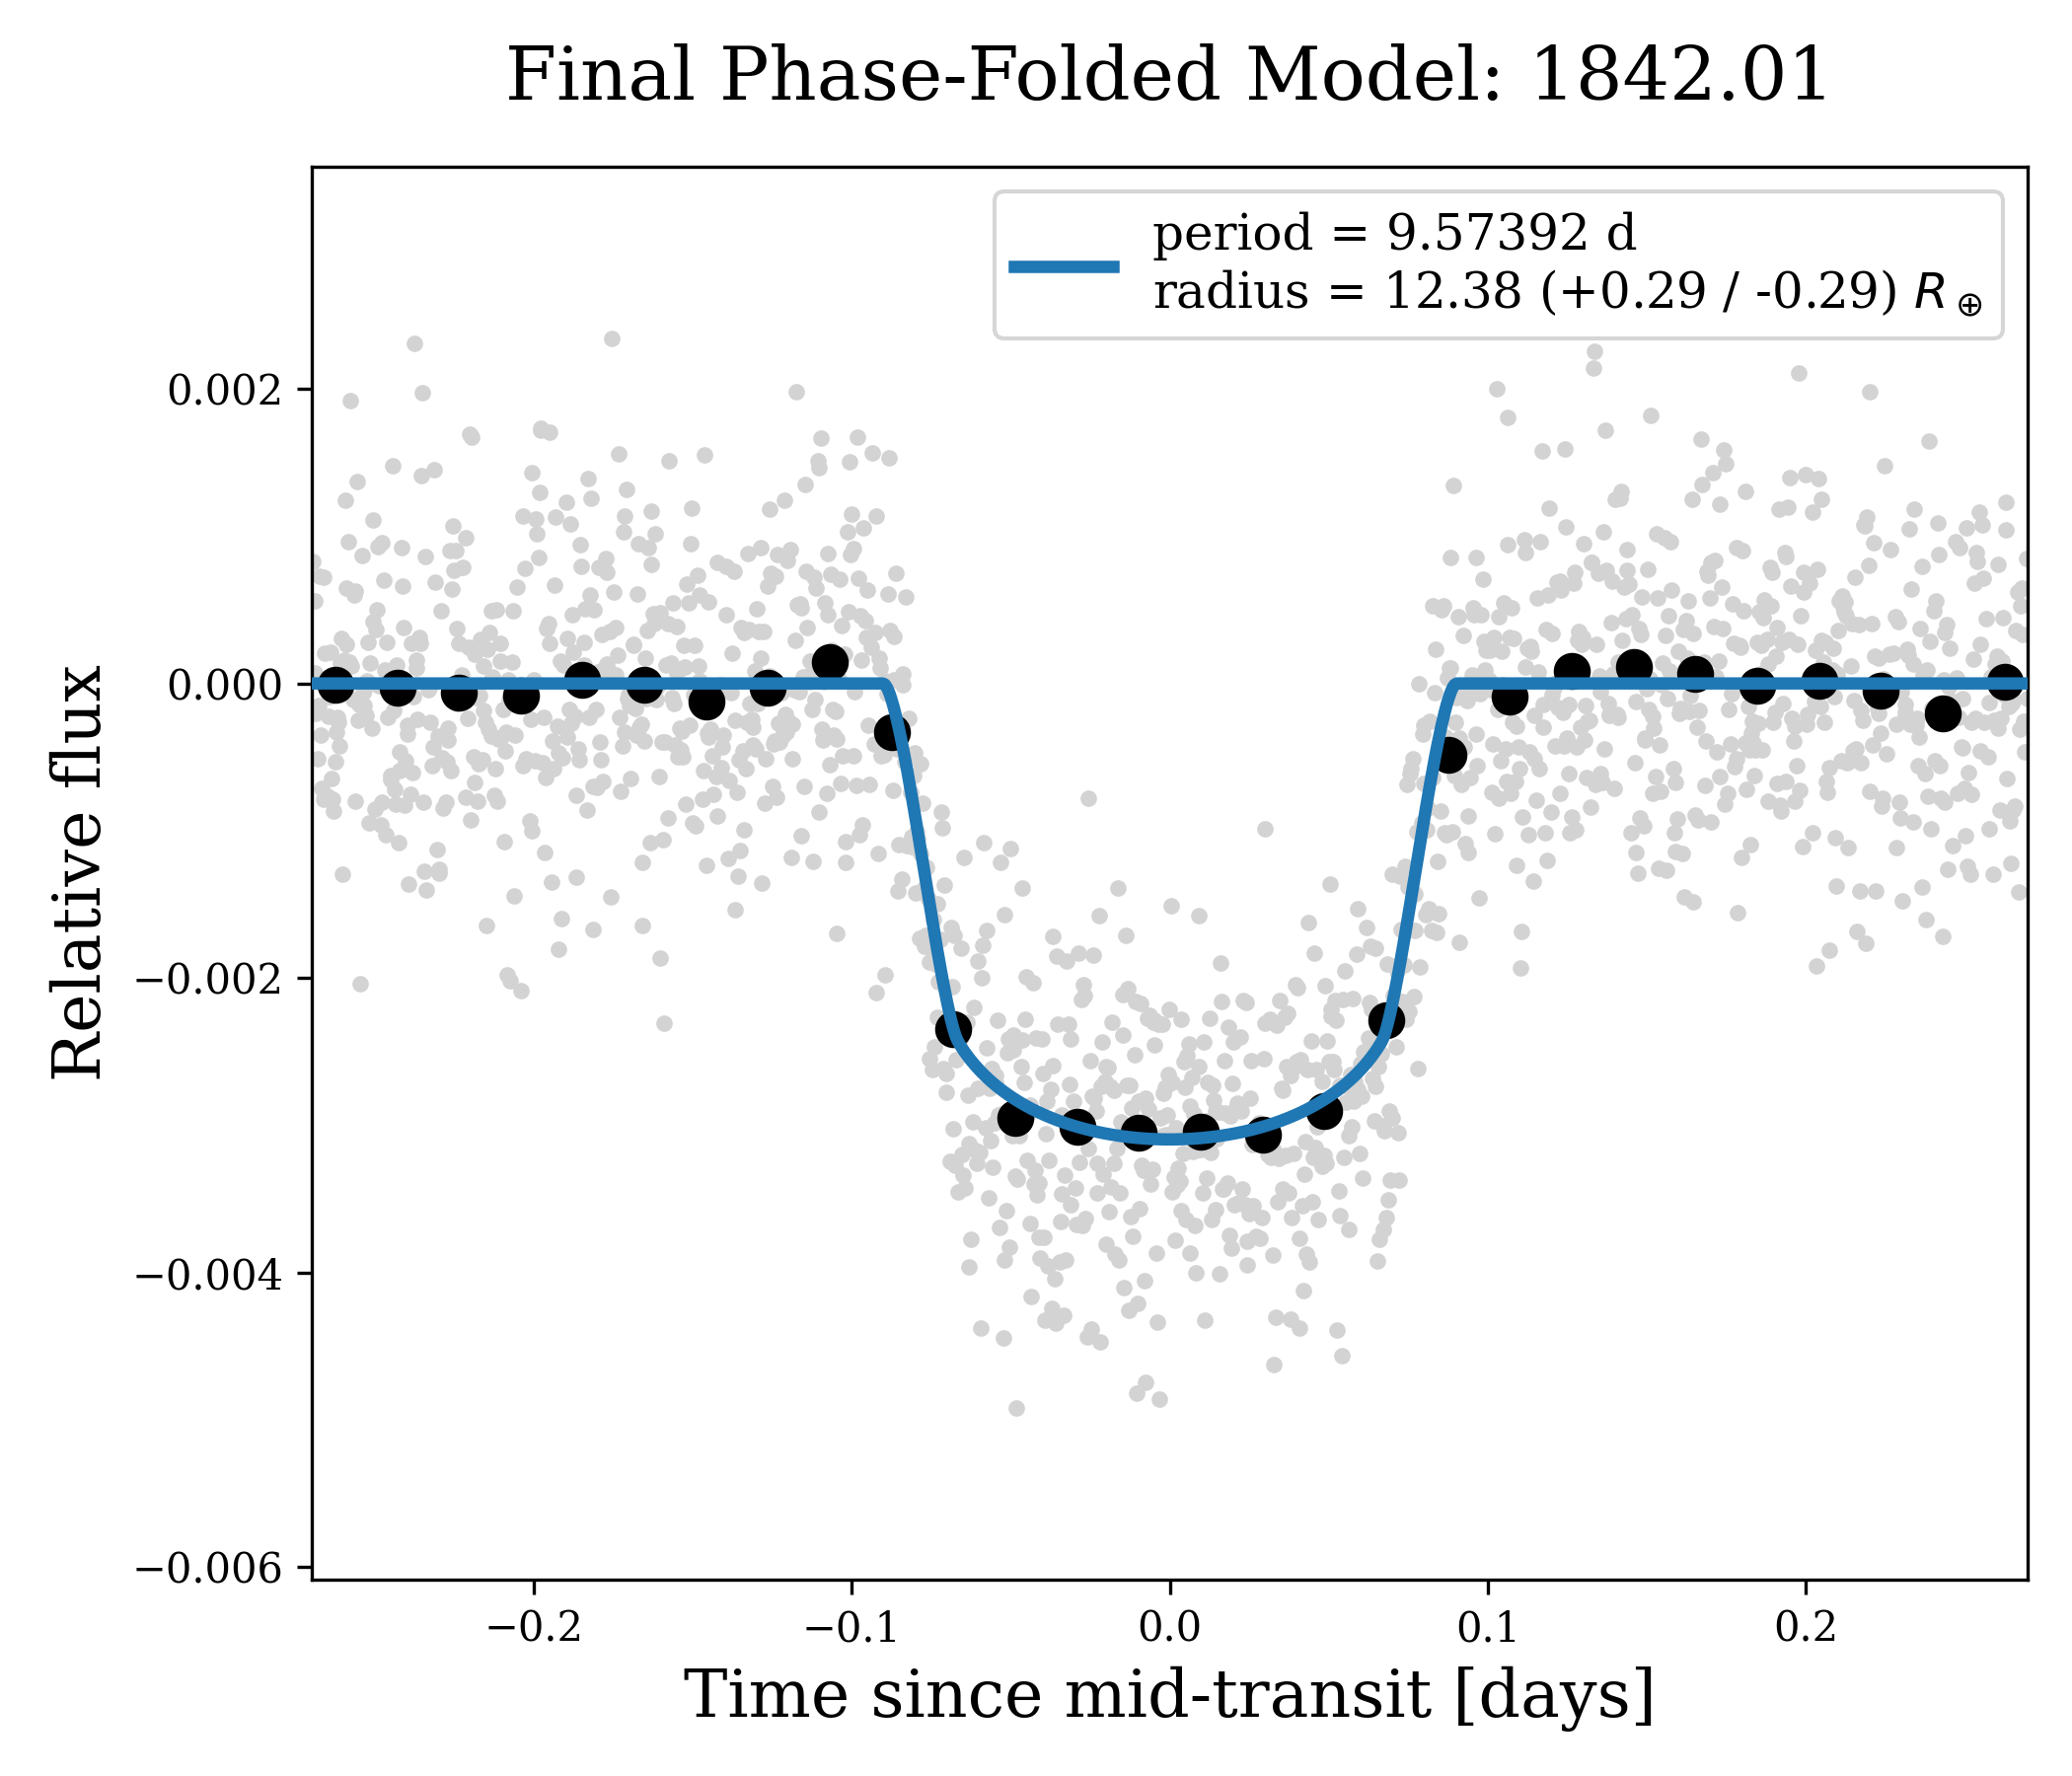 Final Phase-Folded Model: 1842.01
period = 9.57392 d
radius = 12.38 (+0.29 / -0.29) R⊕
0.002
0.000
−0.002
−0.004
−0.006
Relative flux
−0.2 −0.1 0.0 0.1 0.2
Time since mid-transit [days]